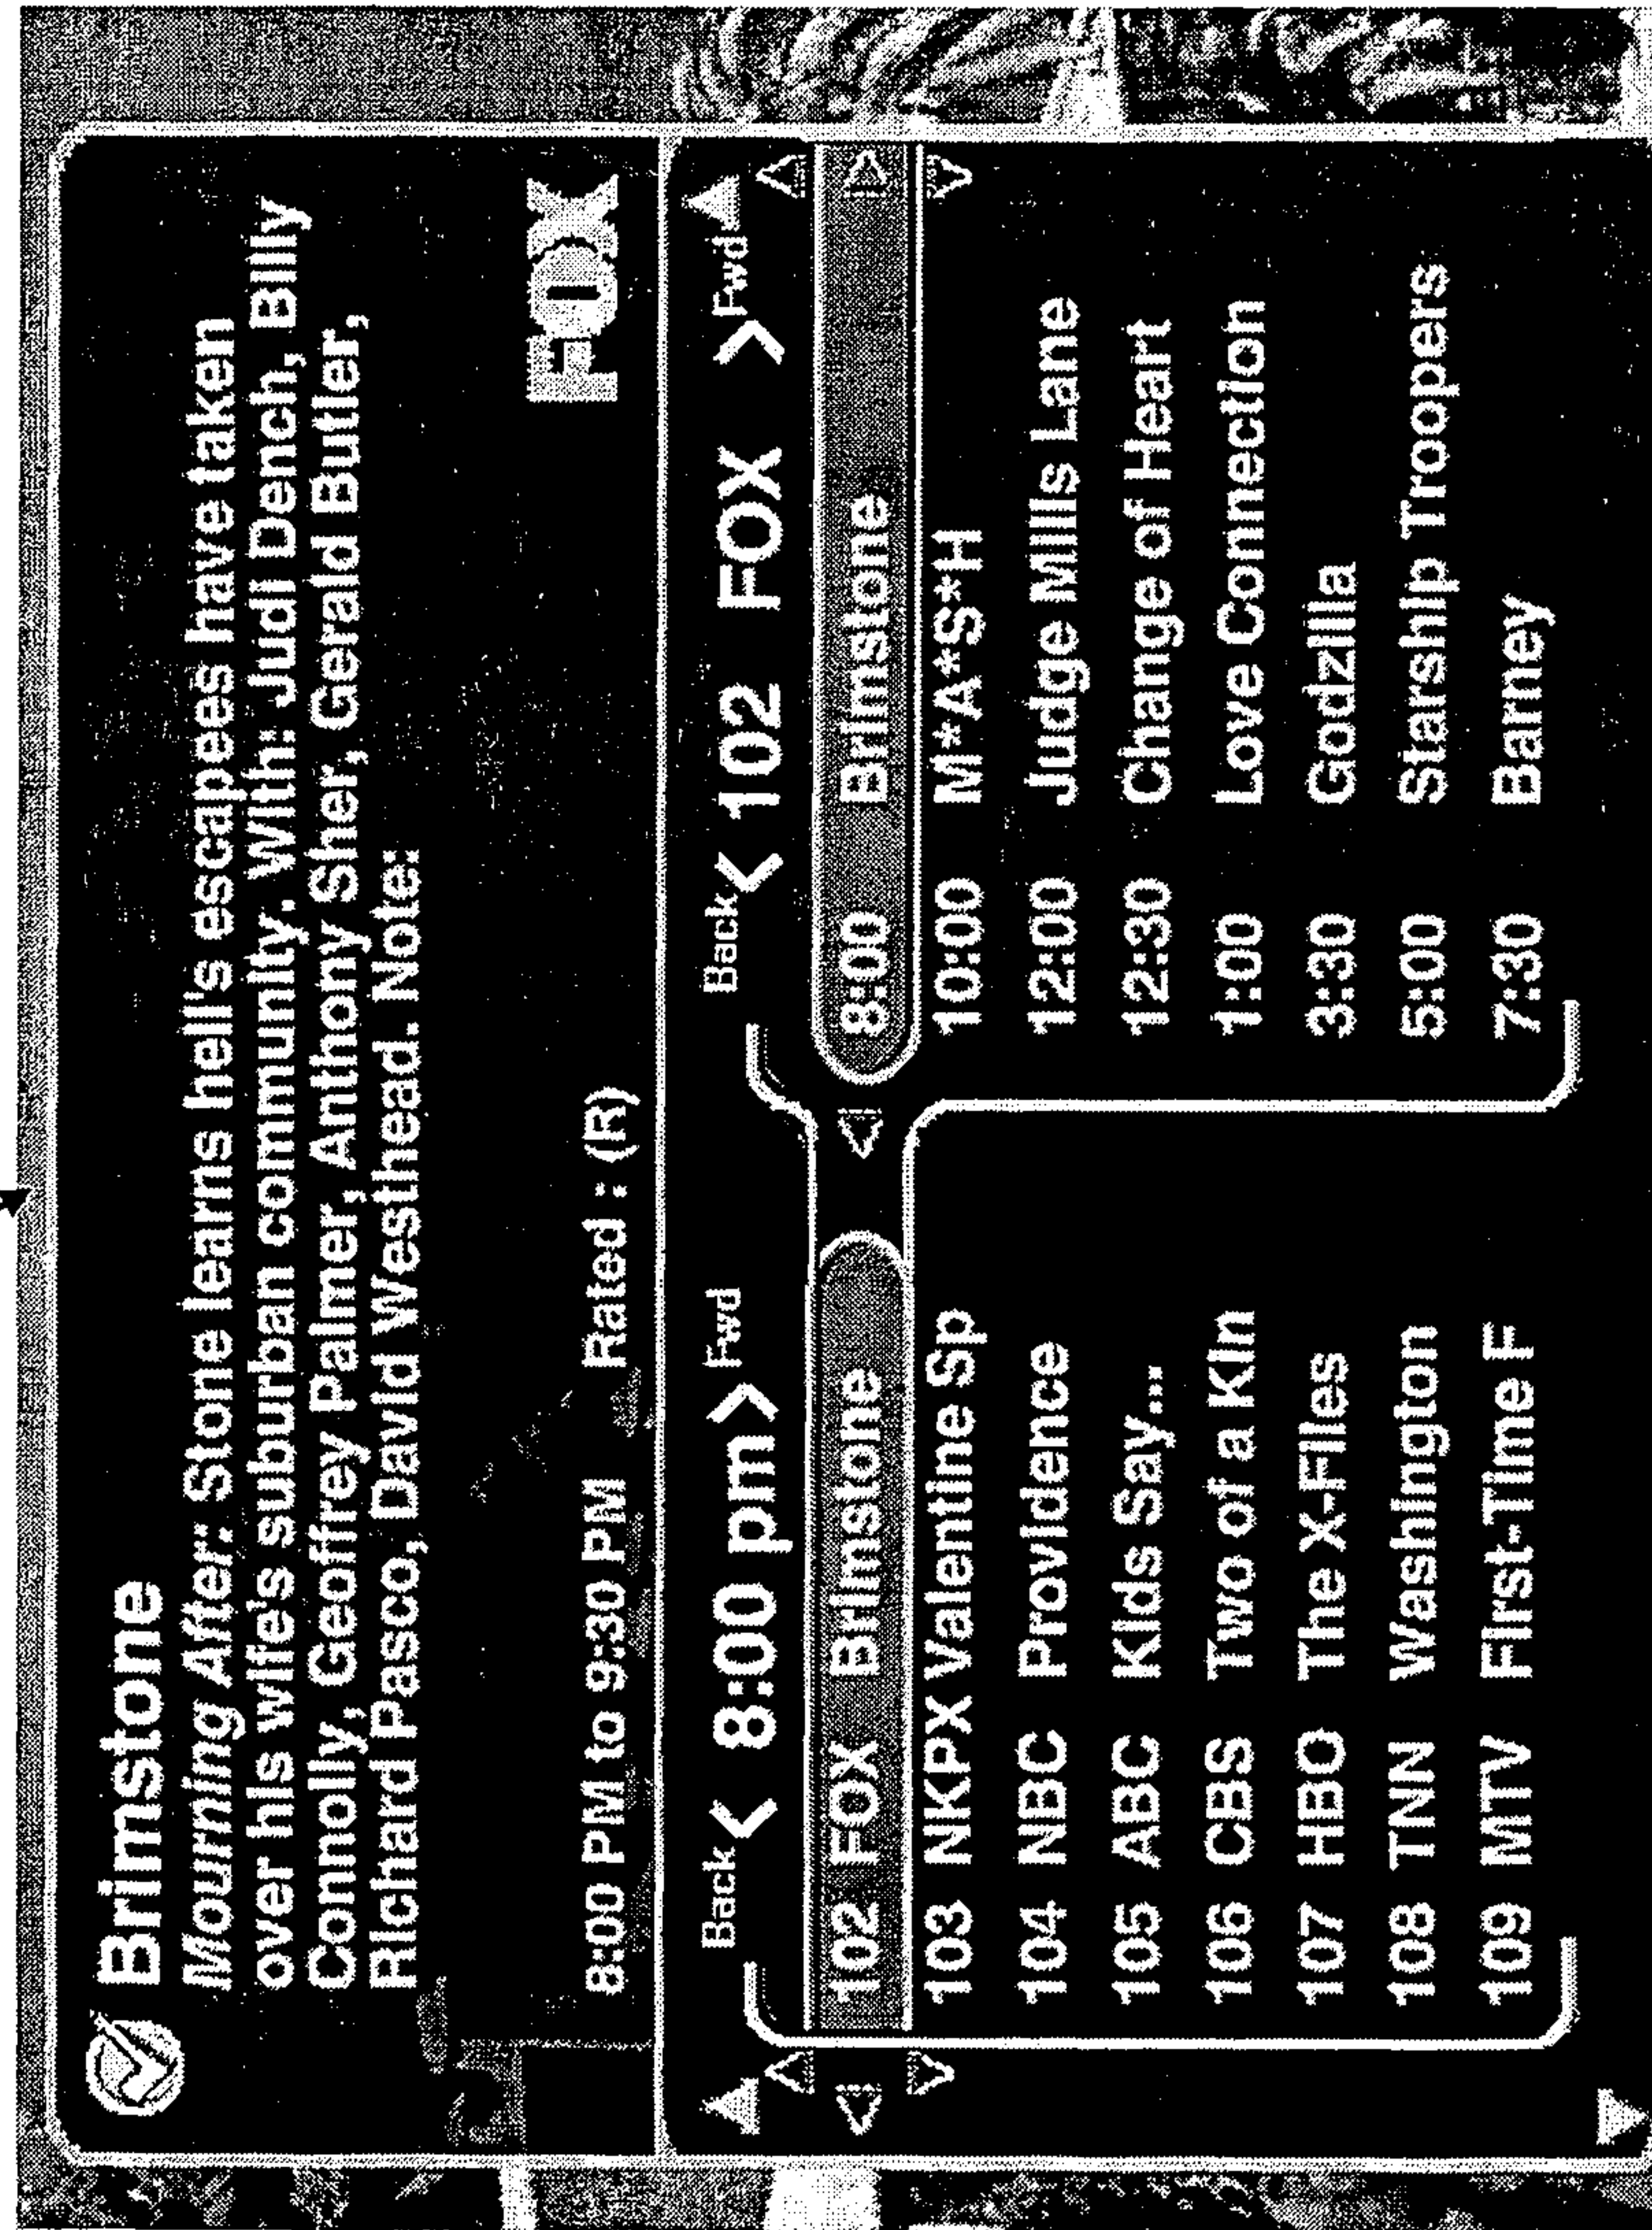 Brimstone
Mourning After: Stone learns hell's escapees have taken
over his wife's suburban community. With: Judi Dench, Billy
Connolly, Geoffrey Palmer, Anthony Sher, Gerald Butler,
Richard Pasco, David Westhead. Note:
8:00 PM to 9:30 PM Rated : (R)
FOX
Back < 8:00 pm > Fwd
102 FOX Brimstone
103 NKPX Valentine Sp
104 NBC Providence
105 ABC Kids Say...
106 CBS Two of a Kin
107 HBO The X-Files
108 TNN Washington
109 MTV First-Time F
Back < 102 FOX > Fwd
8:00 Brimstone
10:00 M*A*S*H
12:00 Judge Mills Lane
12:30 Change of Heart
1:00 Love Connection
3:30 Godzilla
5:00 Starship Troopers
7:30 Barney